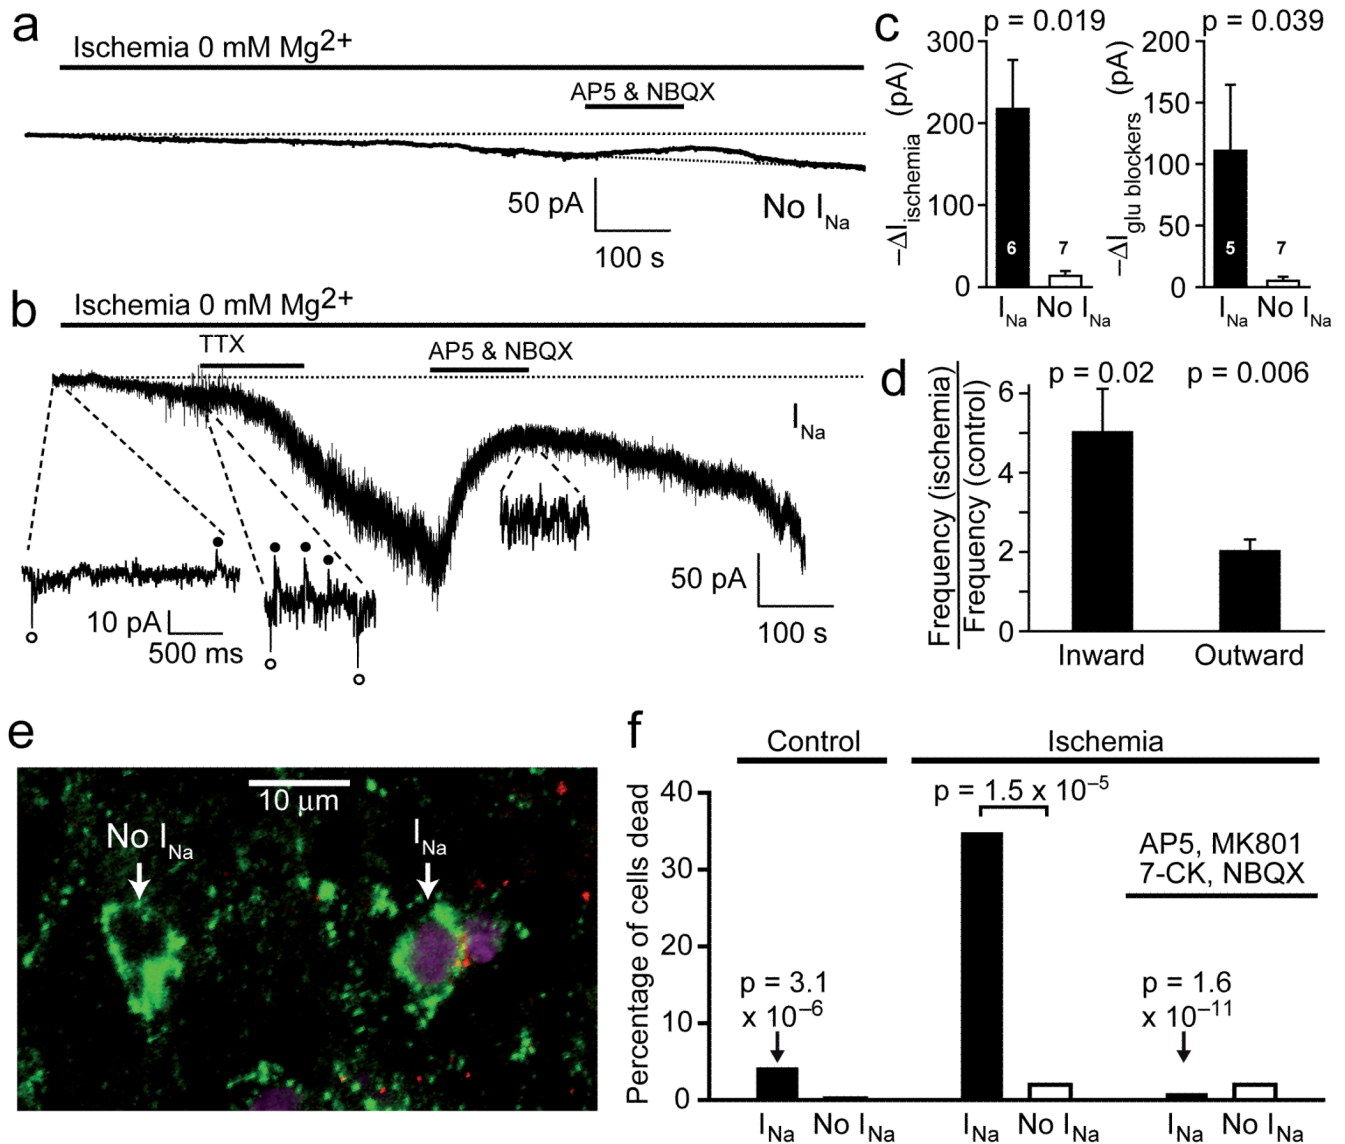 a
Ischemia 0 mM Mg2+
AP5 & NBQX
50 pA
No INa
100 s
b
Ischemia 0 mM Mg2+
TTX
AP5 & NBQX
INa
50 pA
100 s
10 pA
500 ms
c
p = 0.019
300
200
100
0
–ΔIischemia (pA)
6
7
INa No INa
p = 0.039
200
150
100
50
0
–ΔIglu blockers (pA)
5
7
INa No INa
d
p = 0.02
p = 0.006
Frequency (ischemia)
Frequency (control)
6
4
2
0
Inward
Outward
e
10 μm
No INa
INa
f
Control
Ischemia
Percentage of cells dead
40
30
20
10
0
p = 3.1
x 10–6
p = 1.5 x 10–5
AP5, MK801
7-CK, NBQX
p = 1.6
x 10–11
INa No INa
INa No INa
INa No INa